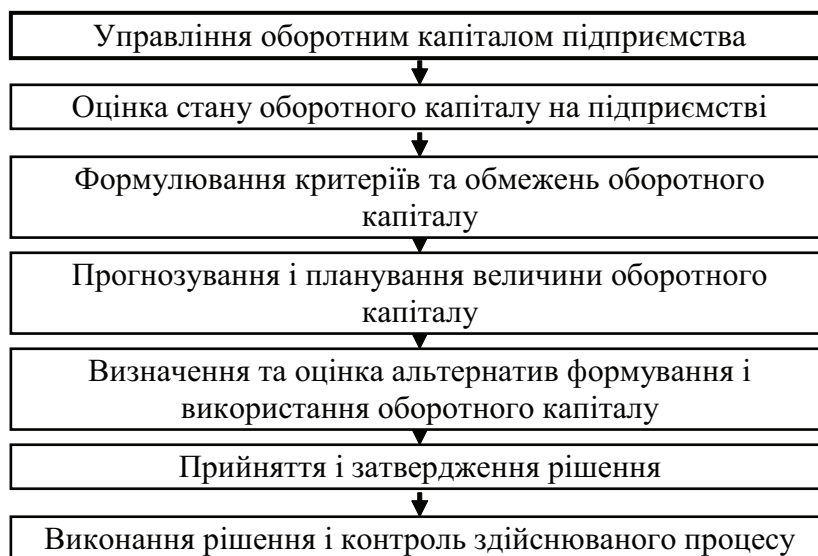 Управління оборотним капіталом підприємства
Оцінка стану оборотного капіталу на підприємстві
Формулювання критеріїв та обмежень оборотного
капіталу
Прогнозування і планування величини оборотного
капіталу
Визначення та оцінка альтернатив формування і
використання оборотного капіталу
Прийняття і затвердження рішення
Виконання рішення і контроль здійснюваного процесу